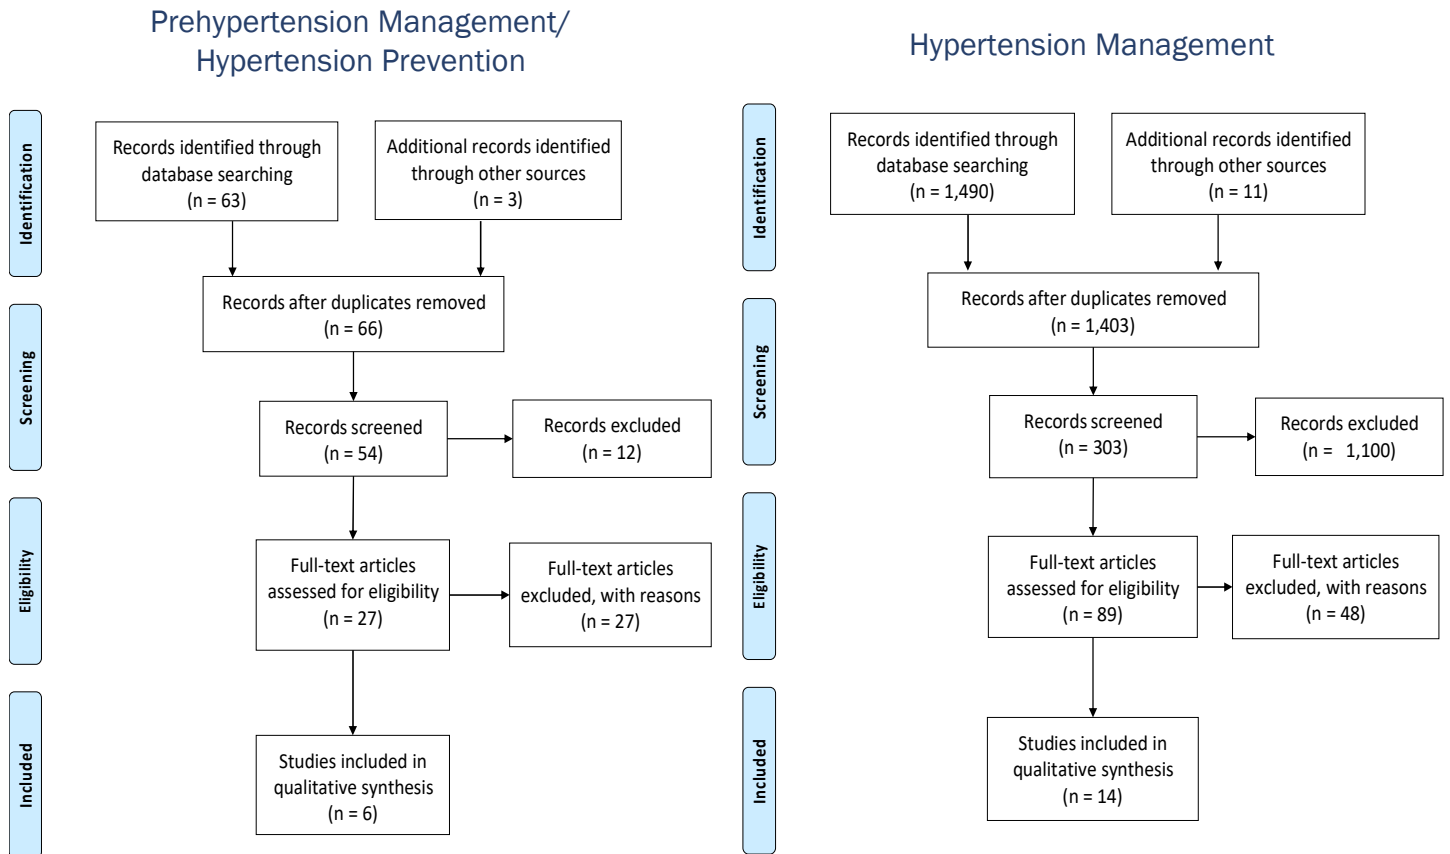 Prehypertension Management/
Hypertension Prevention
Identification
Records identified through
database searching
(n = 63)
Additional records identified
through other sources
(n = 3)
Records after duplicates removed
(n = 66)
Screening
Records screened
(n = 54)
Records excluded
(n = 12)
Eligibility
Full-text articles
assessed for eligibility
(n = 27)
Full-text articles
excluded, with reasons
(n = 27)
Included
Studies included in
qualitative synthesis
(n = 6)
Hypertension Management
Identification
Records identified through
database searching
(n = 1,490)
Additional records identified
through other sources
(n = 11)
Records after duplicates removed
(n = 1,403)
Screening
Records screened
(n = 303)
Records excluded
(n = 1,100)
Eligibility
Full-text articles
assessed for eligibility
(n = 89)
Full-text articles
excluded, with reasons
(n = 48)
Included
Studies included in
qualitative synthesis
(n = 14)